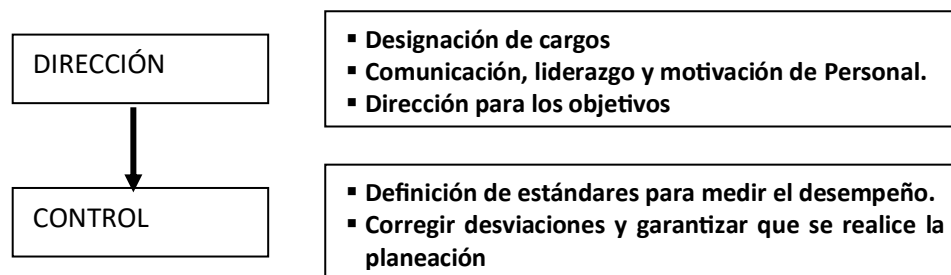 DIRECCIÓN
▪ Designación de cargos
▪ Comunicación, liderazgo y motivación de Personal.
▪ Dirección para los objetivos
CONTROL
▪ Definición de estándares para medir el desempeño.
▪ Corregir desviaciones y garantizar que se realice la
planeación